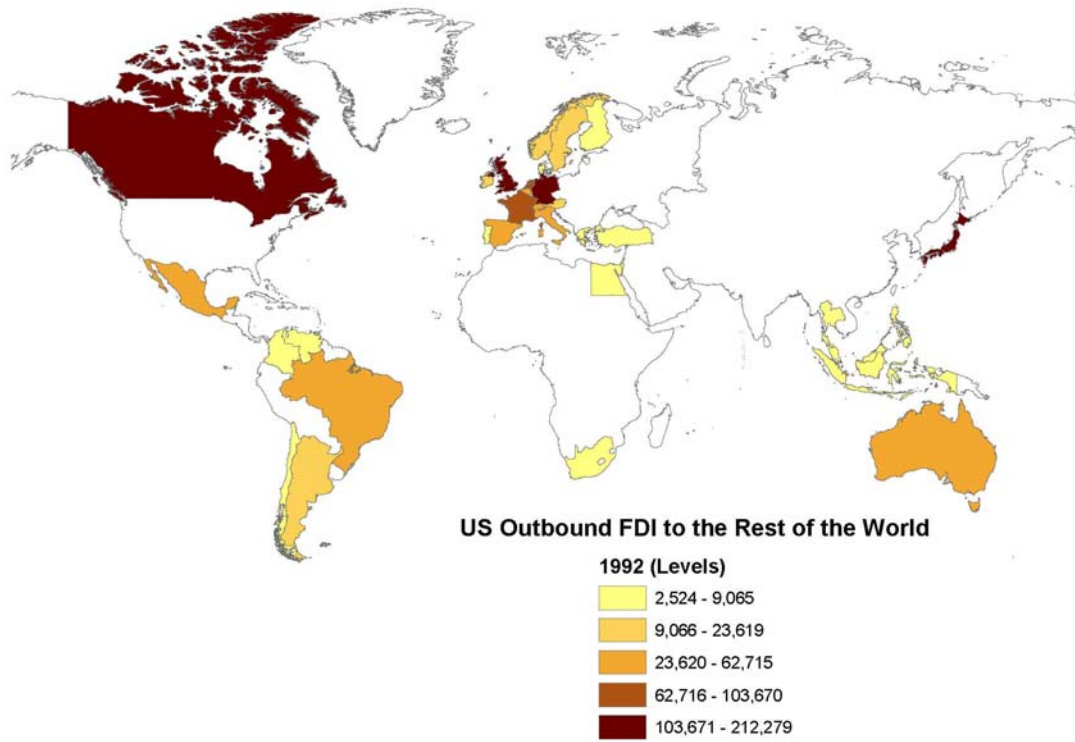 US Outbound FDI to the Rest of the World
1992 (Levels)
2,524 - 9,065
9,066 - 23,619
23,620 - 62,715
62,716 - 103,670
103,671 - 212,279